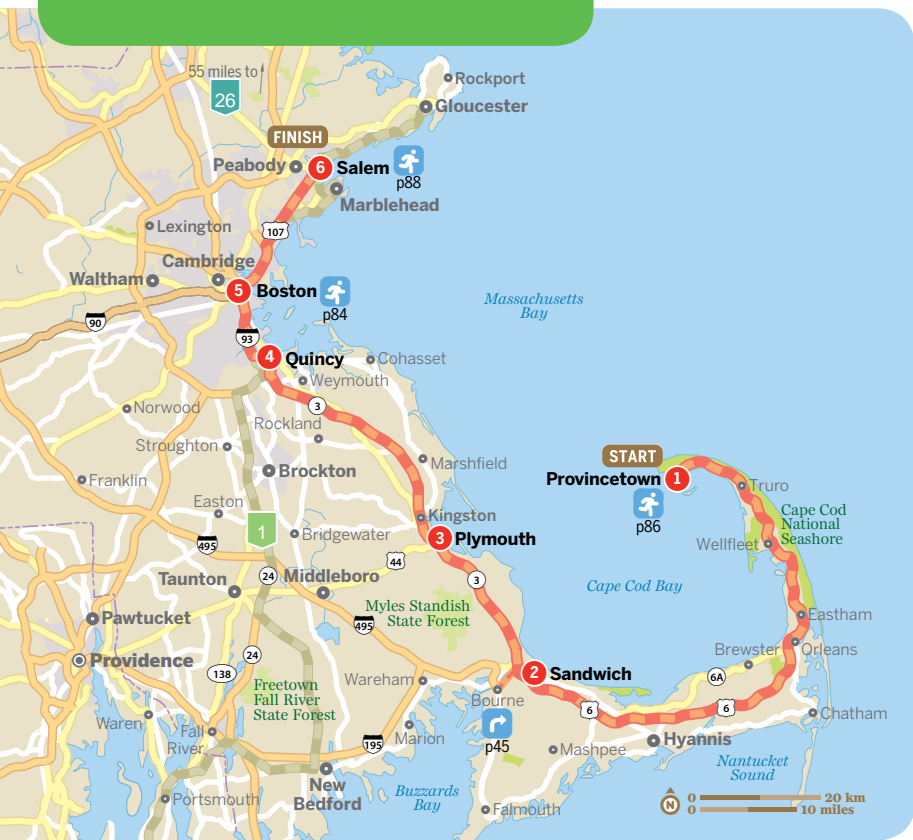 55 miles to
26
Rockport
Gloucester
FINISH
Peabody
6
Salem
p88
Marblehead
107
Lexington
Cambridge
Waltham
5
Boston
p84
Massachusetts
Bay
90
93
4
Quincy
Cohasset
Weymouth
3
Norwood
Rockland
Stroughton
Marshfield
Brockton
START
Provincetown
1
p86
Truro
Franklin
Easton
Kingston
Cape Cod
National
Seashore
1
Bridgewater
3
Plymouth
Wellfleet
495
44
24
Middleboro
3
Cape Cod Bay
Taunton
Myles Standish
State Forest
Pawtucket
495
Eastham
Providence
24
Brewster
Orleans
138
Wareham
2
Sandwich
6A
Freetown
Fall River
State Forest
Bourne
6
6
Chatham
Waren
Fall
River
195
Marion
p45
Mashpee
Hyannis
Nantucket
Sound
New
Bedford
Buzzards
Bay
Portsmouth
Falmouth
N
0
20 km
0
10 miles